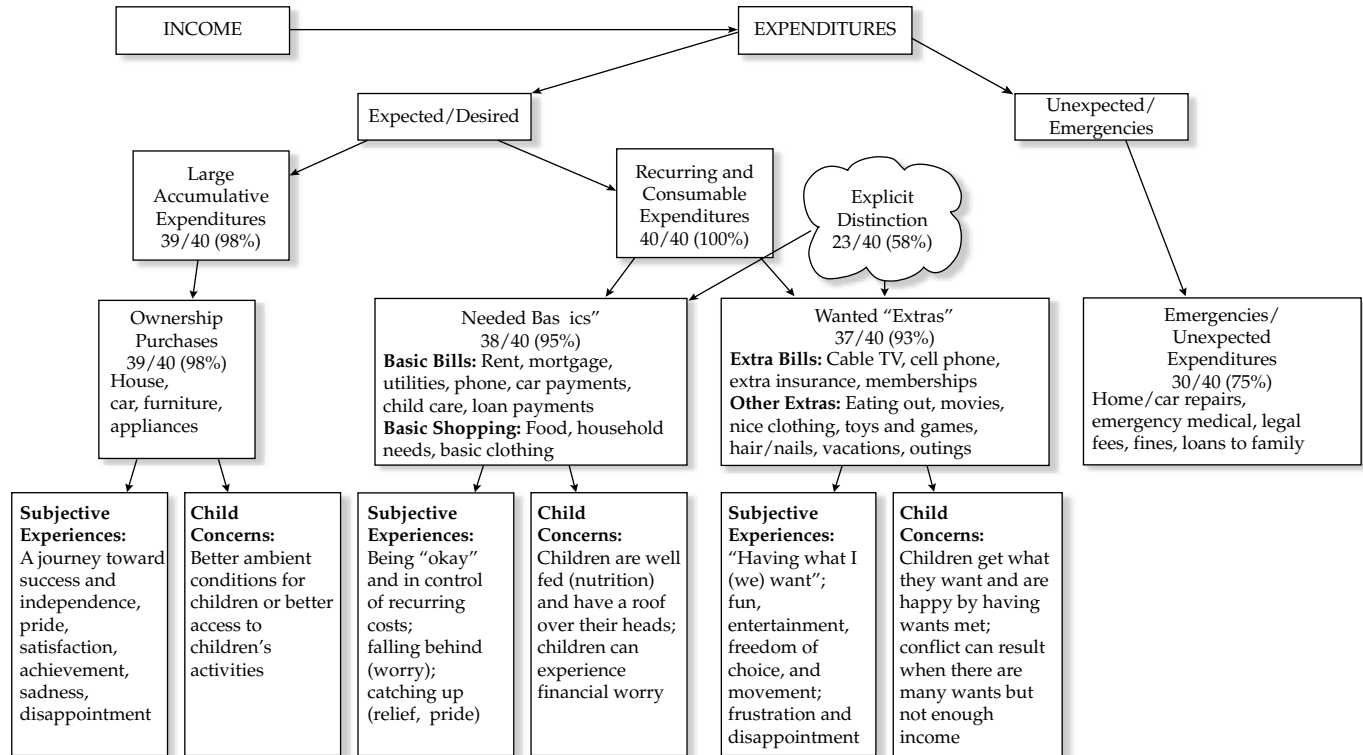 INCOME
EXPENDITURES
Expected/Desired
Unexpected/
Emergencies
Large
Accumulative
Expenditures
39/40 (98%)
Recurring and
Consumable
Expenditures
40/40 (100%)
Explicit
Distinction
23/40 (58%)
Ownership
Purchases
39/40 (98%)
House,
car, furniture,
appliances
Needed Bas ics”
38/40 (95%)
Basic Bills: Rent, mortgage,
utilities, phone, car payments,
child care, loan payments
Basic Shopping: Food, household
needs, basic clothing
Wanted “Extras”
37/40 (93%)
Extra Bills: Cable TV, cell phone,
extra insurance, memberships
Other Extras: Eating out, movies,
nice clothing, toys and games,
hair/nails, vacations, outings
Emergencies/
Unexpected
Expenditures
30/40 (75%)
Home/car repairs,
emergency medical, legal
fees, fines, loans to family
Subjective
Experiences:
A journey toward
success and
independence,
pride,
satisfaction,
achievement,
sadness,
disappointment
Child
Concerns:
Better ambient
conditions for
children or better
access to
children’s
activities
Subjective
Experiences:
Being “okay”
and in control
of recurring
costs;
falling behind
(worry);
catching up
(relief, pride)
Child
Concerns:
Children are well
fed (nutrition)
and have a roof
over their heads;
children can
experience
financial worry
Subjective
Experiences:
“Having what I
(we) want”;
fun,
entertainment,
freedom of
choice, and
movement;
frustration and
disappointment
Child
Concerns:
Children get what
they want and are
happy by having
wants met;
conflict can result
when there are
many wants but
not enough
income